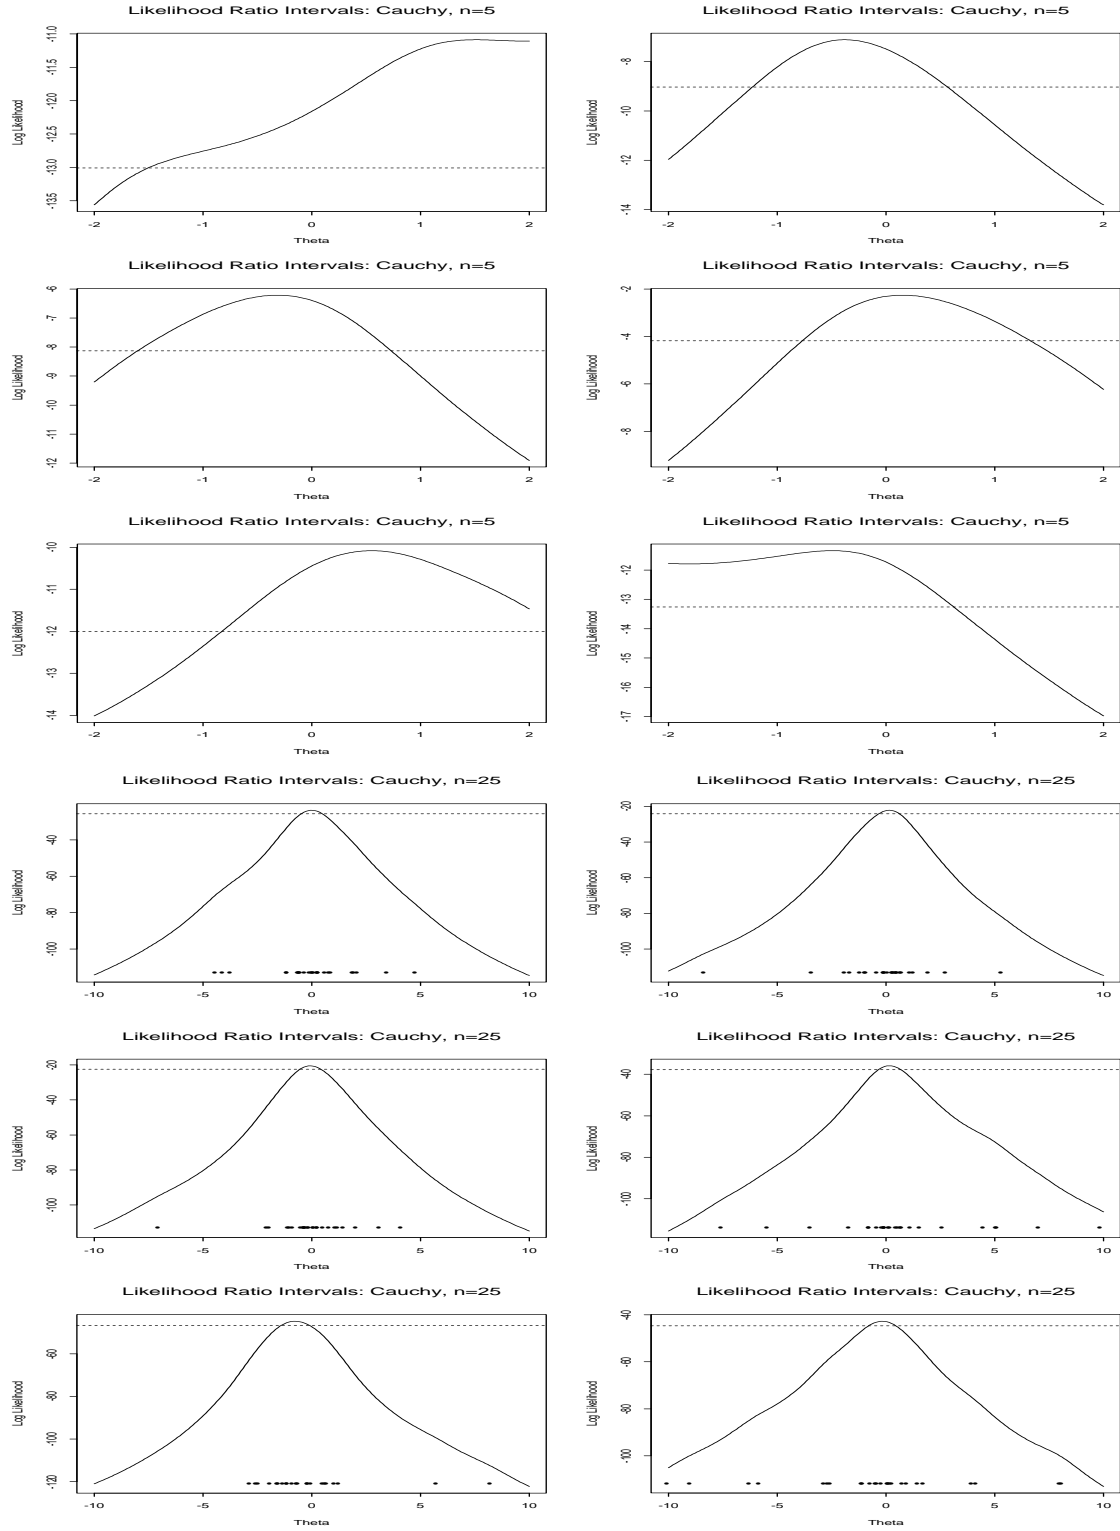 Likelihood Ratio Intervals: Cauchy, n=5
Log Likelihood
-11.0
-11.5
-12.0
-12.5
-13.0
-13.5
-2 -1 0 1 2
Theta
Likelihood Ratio Intervals: Cauchy, n=5
Log Likelihood
-8
-10
-12
-14
-2 -1 0 1 2
Theta
Likelihood Ratio Intervals: Cauchy, n=5
Log Likelihood
-6
-7
-8
-9
-10
-11
-12
-2 -1 0 1 2
Theta
Likelihood Ratio Intervals: Cauchy, n=5
Log Likelihood
-2
-4
-6
-8
-2 -1 0 1 2
Theta
Likelihood Ratio Intervals: Cauchy, n=5
Log Likelihood
-10
-11
-12
-13
-14
-2 -1 0 1 2
Theta
Likelihood Ratio Intervals: Cauchy, n=5
Log Likelihood
-12
-13
-14
-15
-16
-17
-2 -1 0 1 2
Theta
Likelihood Ratio Intervals: Cauchy, n=25
Log Likelihood
-40
-60
-80
-100
-10 -5 0 5 10
Theta
Likelihood Ratio Intervals: Cauchy, n=25
Log Likelihood
-20
-40
-60
-80
-100
-10 -5 0 5 10
Theta
Likelihood Ratio Intervals: Cauchy, n=25
Log Likelihood
-20
-40
-60
-80
-100
-10 -5 0 5 10
Theta
Likelihood Ratio Intervals: Cauchy, n=25
Log Likelihood
-40
-60
-80
-100
-10 -5 0 5 10
Theta
Likelihood Ratio Intervals: Cauchy, n=25
Log Likelihood
-60
-80
-100
-120
-10 -5 0 5 10
Theta
Likelihood Ratio Intervals: Cauchy, n=25
Log Likelihood
-40
-60
-80
-100
-10 -5 0 5 10
Theta